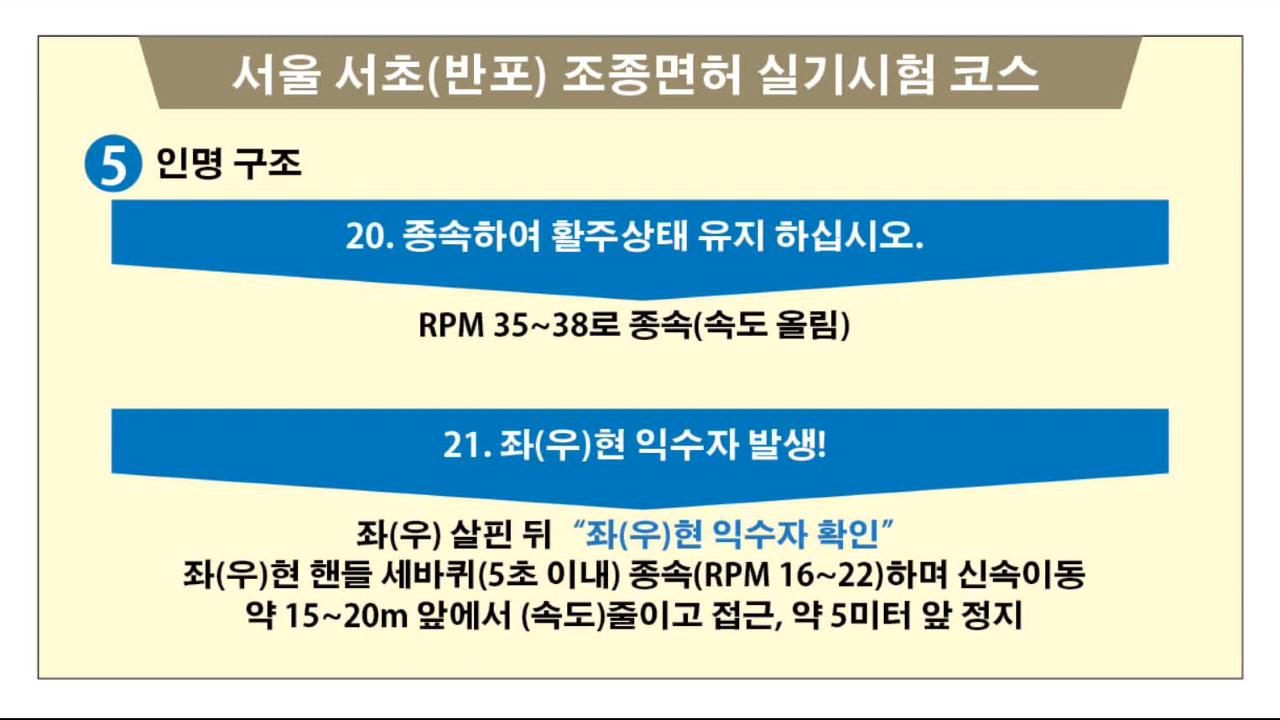 서울 서초(반포) 조종면허 실기시험 코스
5 인명 구조
20. 종속하여 활주상태 유지 하십시오.
RPM 35~38로 종속(속도 올림)
21. 좌(우)현 익수자 발생!
좌(우) 살핀 뒤 “좌(우)현 익수자 확인”
좌(우)현 핸들 세바퀴(5초 이내) 종속(RPM 16~22)하며 신속이동
약 15~20m 앞에서 (속도)줄이고 접근, 약 5미터 앞 정지